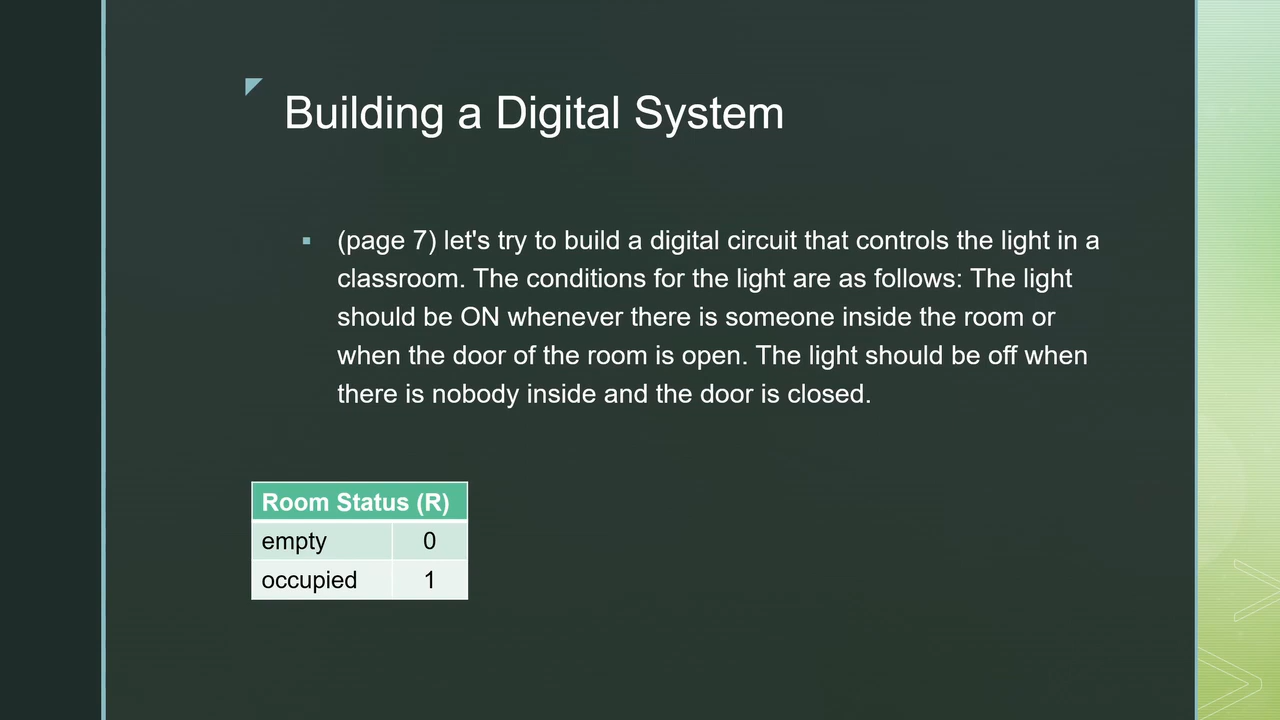 Building a Digital System
(page 7) let's try to build a digital circuit that controls the light in a
classroom. The conditions for the light are as follows: The light
should be ON whenever there is someone inside the room or
when the door of the room is open. The light should be off when
there is nobody inside and the door is closed.
Room Status (R)
empty 0
occupied 1